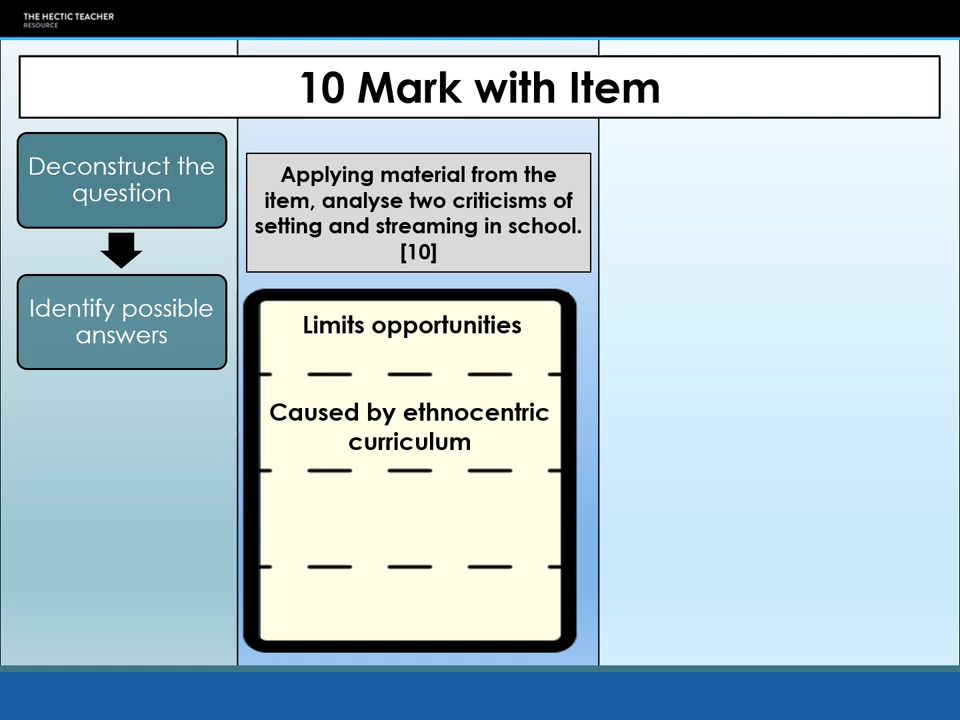 THE HECTIC TEACHER
RESOURCE
10 Mark with Item
Deconstruct the
question
Identify possible
answers
Applying material from the
item, analyse two criticisms of
setting and streaming in school.
[10]
Limits opportunities
Caused by ethnocentric
curriculum